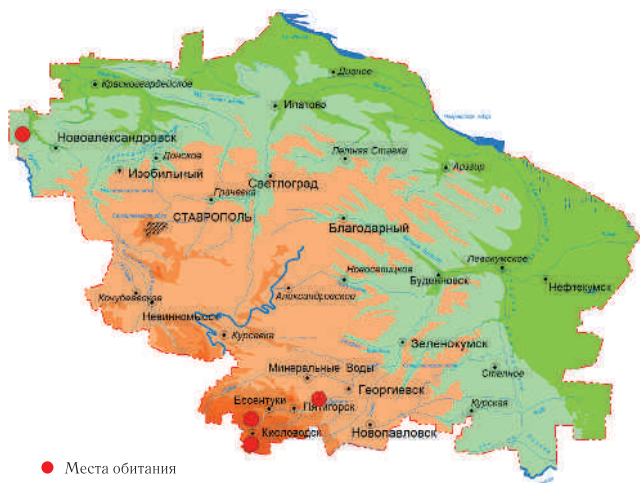 Дивное
Красногвардейское
Ипатово
Новоалександровск
Донское
Летняя Ставка
Арзгир
Изобильный
Светлоград
Грачевка
СТАВРОПОЛЬ
Благодарный
Левокумское
Новоселицкое
Буденновск
Нефтекумск
Кочубеевское
Александровское
Невинномысск
Курсавка
Зеленокумск
Минеральные Воды
Степное
Георгиевск
Ессентуки
Пятигорск
Курская
Кисловодск
Новопавловск
Места обитания